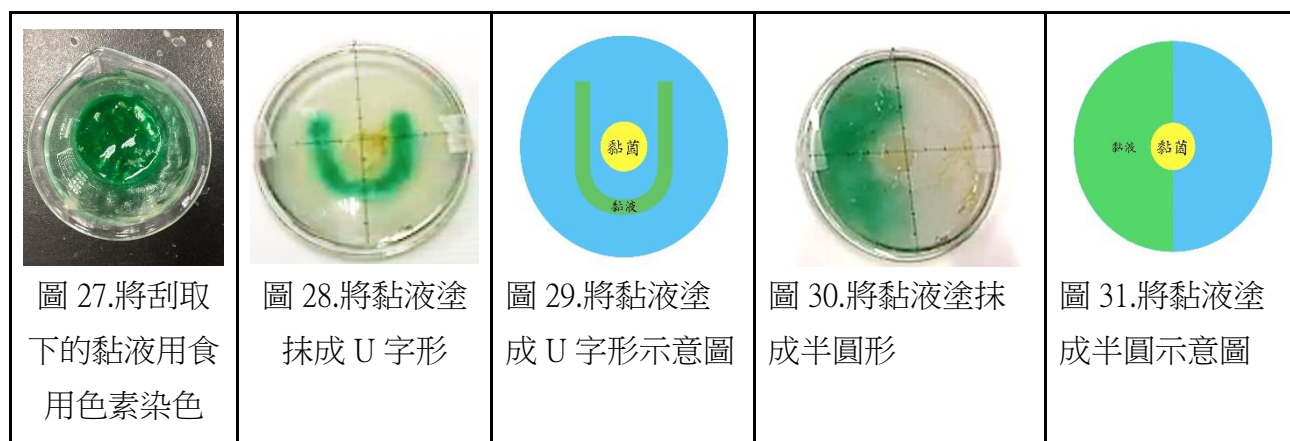 黏菌
黏液
黏液
黏菌
圖 27.將刮取
下的黏液用食
用色素染色
圖 28.將黏液塗
抹成 U 字形
圖 29.將黏液塗
成 U 字形示意圖
圖 30.將黏液塗抹
成半圓形
圖 31.將黏液塗
成半圓示意圖